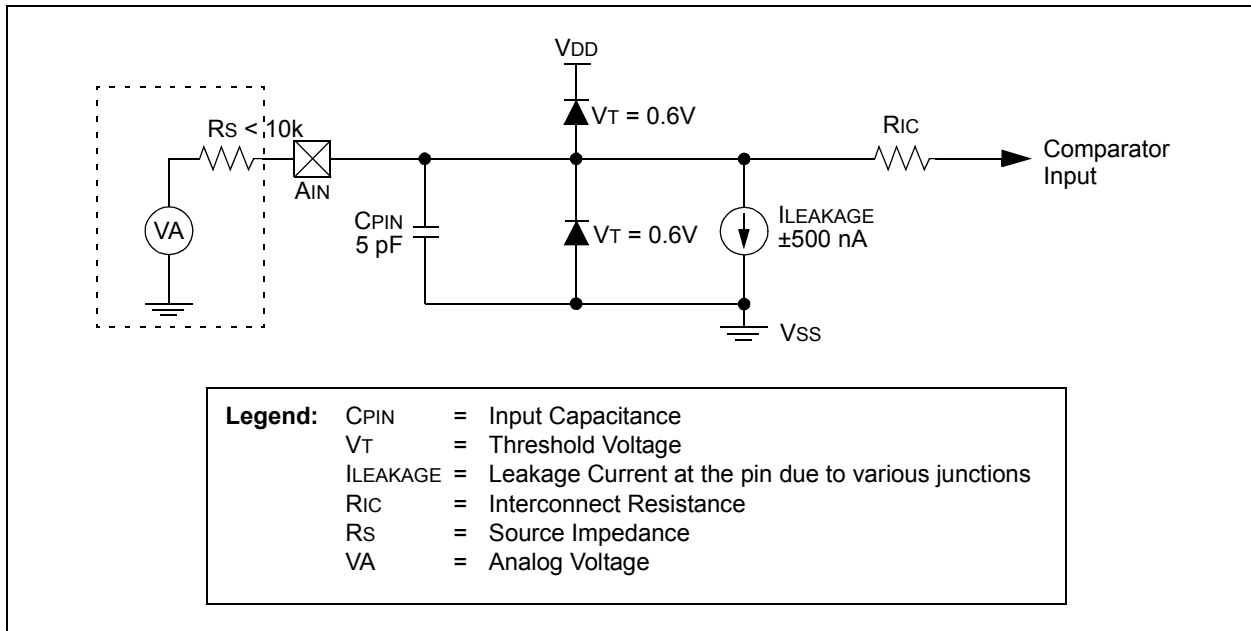 VDD
VT = 0.6V
RS < 10k
RIC
AIN
Comparator
Input
VA
CPIN
5 pF
VT = 0.6V
ILEAKAGE
±500 nA
VSS
Legend: CPIN = Input Capacitance
VT = Threshold Voltage
ILEAKAGE = Leakage Current at the pin due to various junctions
RIC = Interconnect Resistance
RS = Source Impedance
VA = Analog Voltage